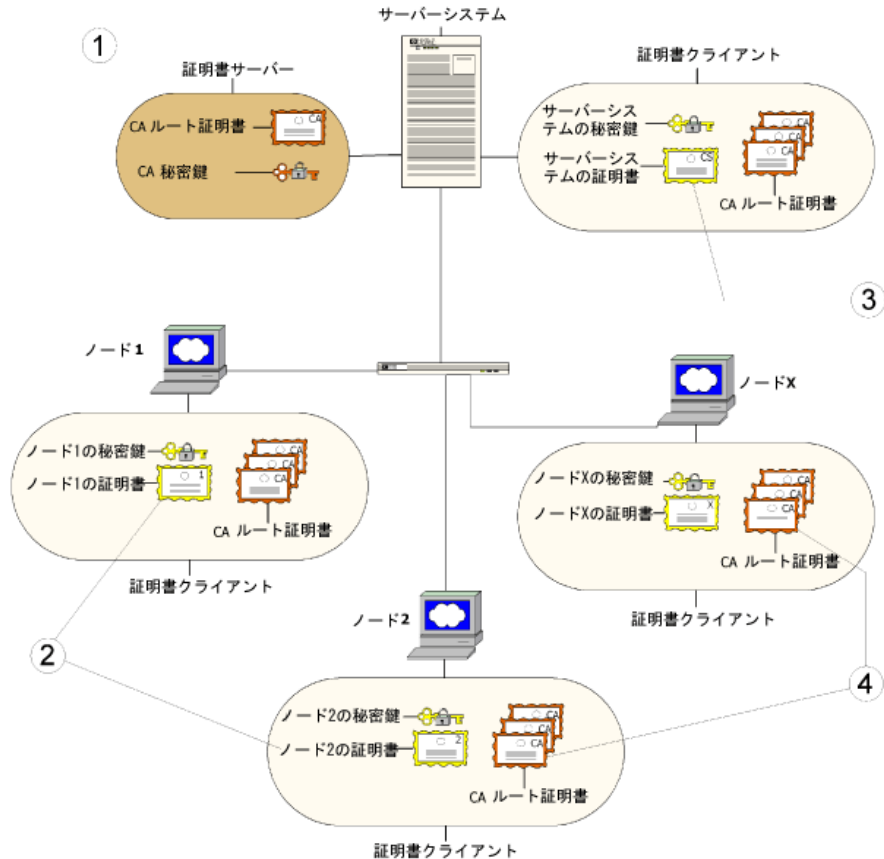 サーバーシステム
1
証明書サーバー
CA ルート証明書
CA
CA 秘密鍵
証明書クライアント
サーバーシス
テムの秘密鍵
サーバーシス
テムの証明書
CS
CA
CA
CA
CA ルート証明書
3
ノード1
ノードX
ノード1の秘密鍵
ノード1の証明書
1
CA
CA
CA
CA ルート証明書
証明書クライアント
ノードXの秘密鍵
ノードXの証明書
X
CA
CA
CA
CA ルート証明書
証明書クライアント
2
ノード2
4
ノード2の秘密鍵
ノード2の証明書
2
CA
CA
CA
CA ルート証明書
証明書クライアント